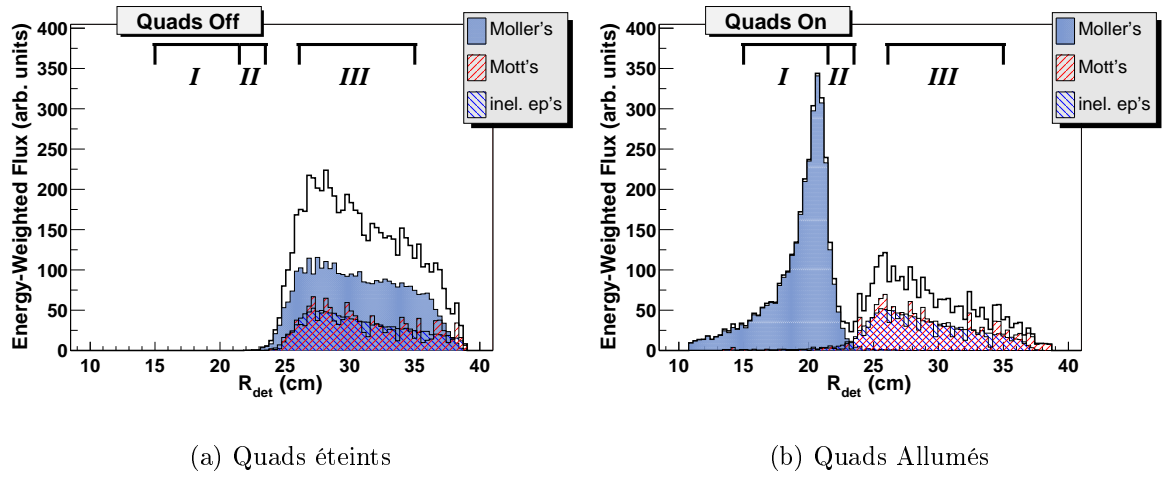 Quads Off
Energy-Weighted Flux (arb. units)
400
350
300
250
200
150
100
50
0
I II III
Moller's
Mott's
inel. ep's
10 15 20 25 30 35 40
R_det (cm)
(a) Quads éteints
Quads On
Energy-Weighted Flux (arb. units)
400
350
300
250
200
150
100
50
0
I II III
Moller's
Mott's
inel. ep's
10 15 20 25 30 35 40
R_det (cm)
(b) Quads Allumés